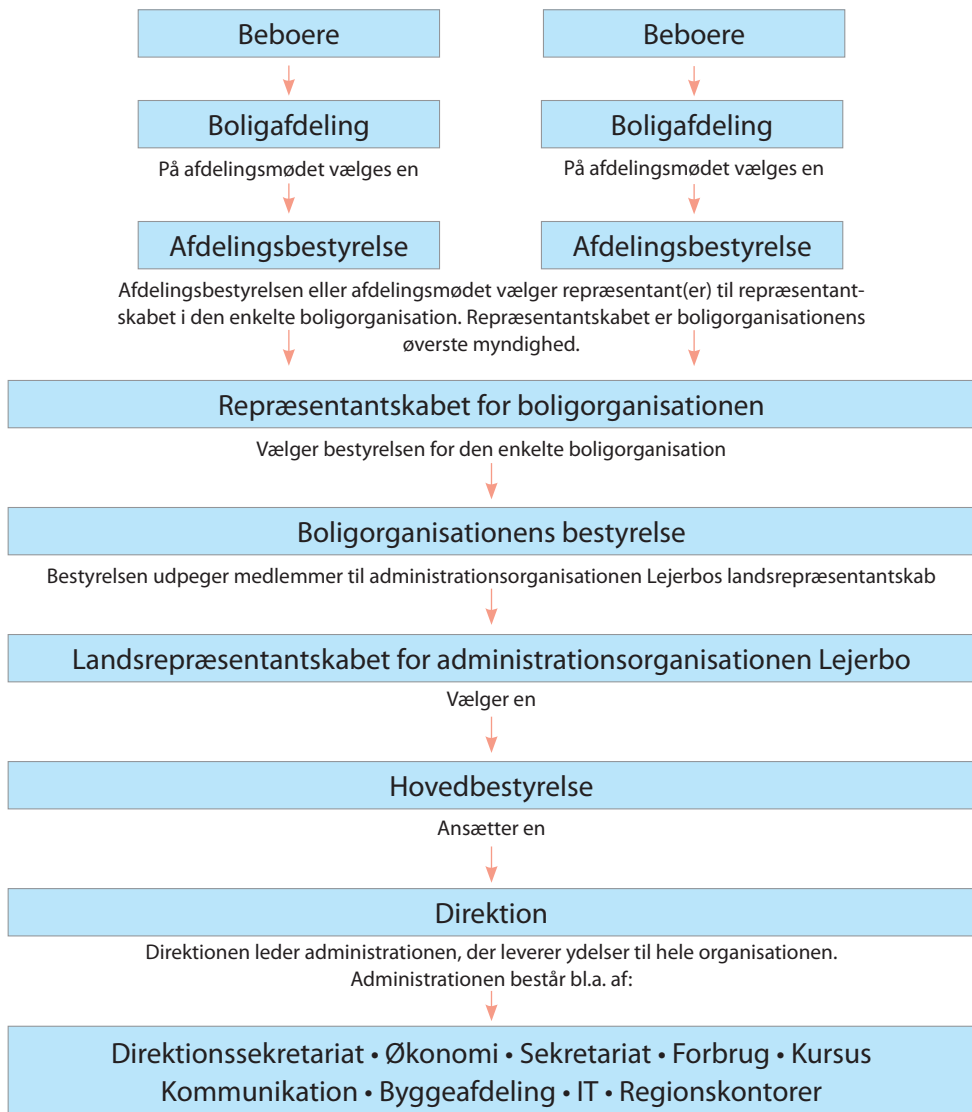 Beboere
Beboere
Boligafdeling
Boligafdeling
På afdelingsmødet vælges en
På afdelingsmødet vælges en
Afdelingsbestyrelse
Afdelingsbestyrelse
Afdelingsbestyrelsen eller afdelingsmødet vælger repræsentant(er) til repræsentant-
skabet i den enkelte boligorganisation. Repræsentantskabet er boligorganisationens
øverste myndighed.
Repræsentantskabet for boligorganisationen
Vælger bestyrelsen for den enkelte boligorganisation
Boligorganisationens bestyrelse
Bestyrelsen udpeger medlemmer til administrationsorganisationen Lejerbos landsrepræsentantskab
Landsrepræsentantskabet for administrationsorganisationen Lejerbo
Vælger en
Hovedbestyrelse
Ansætter en
Direktion
Direktionen leder administrationen, der leverer ydelser til hele organisationen.
Administrationen består bl.a. af:
Direktionssekretariat • Økonomi • Sekretariat • Forbrug • Kursus
Kommunikation • Byggeafdeling • IT • Regionskontorer